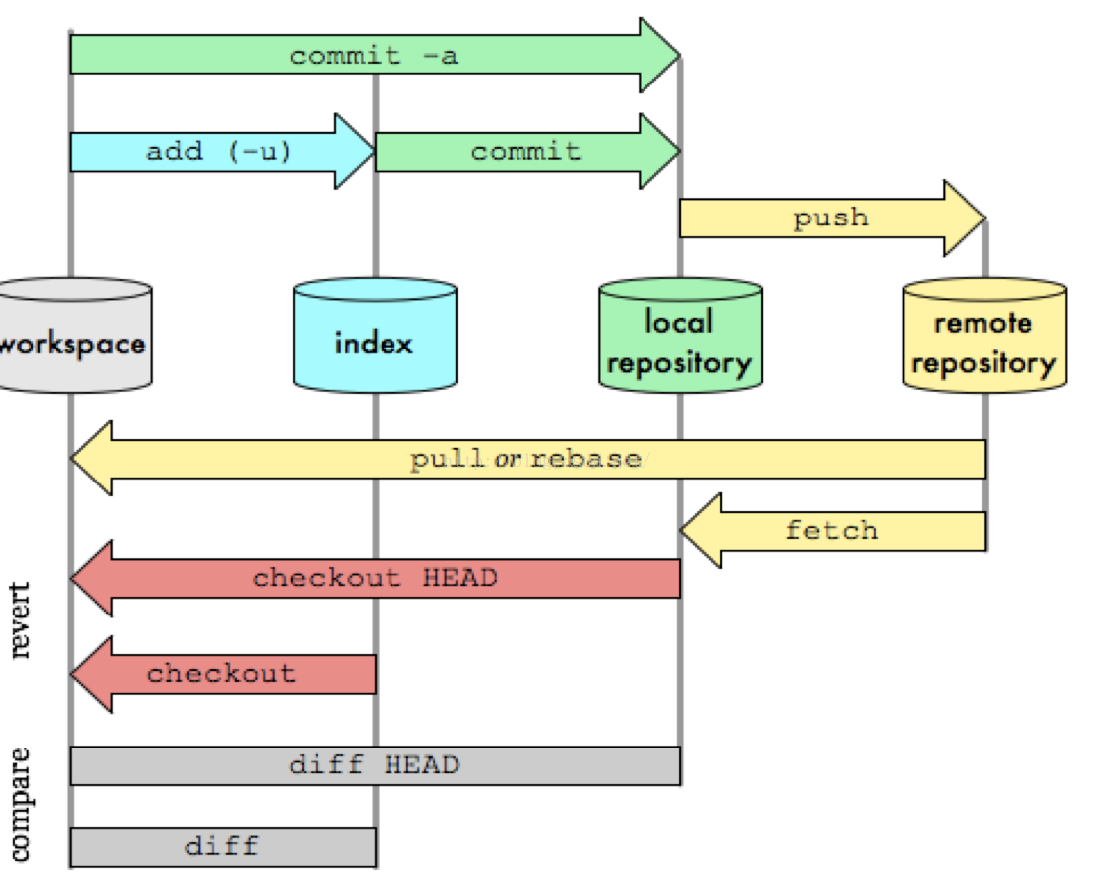 commit -a
add (-u)
commit
push
workspace
index
local
repository
remote
repository
pull or rebase
fetch
revert
checkout HEAD
checkout
compare
diff HEAD
diff